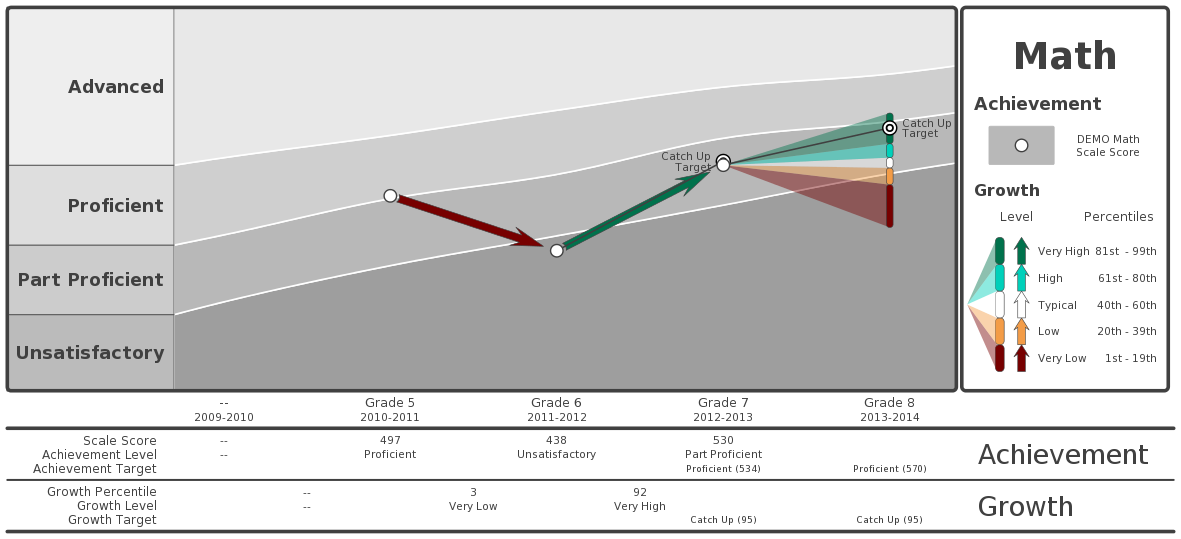 Advanced
Proficient
Part Proficient
Unsatisfactory
Catch Up
Target
Catch Up
Target
Math
Achievement
DEMO Math
Scale Score
Growth
Level Percentiles
Very High 81st - 99th
High 61st - 80th
Typical 40th - 60th
Low 20th - 39th
Very Low 1st - 19th
-- Grade 5 Grade 6 Grade 7 Grade 8
2009-2010 2010-2011 2011-2012 2012-2013 2013-2014
Scale Score -- 497 438 530
Achievement Level -- Proficient Unsatisfactory Part Proficient
Achievement Target Proficient (534) Proficient (570)
Achievement
Growth Percentile -- 3 92
Growth Level -- Very Low Very High
Growth Target Catch Up (95) Catch Up (95)
Growth